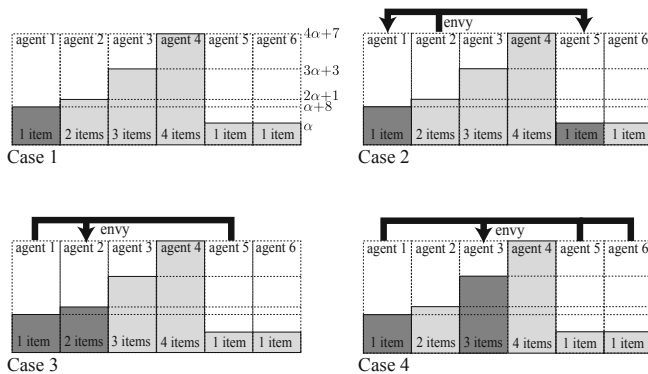 agent 1 agent 2 agent 3 agent 4 agent 5 agent 6
4α+7
3α+3
2α+1
α+8
α
1 item 2 items 3 items 4 items 1 item 1 item
Case 1
envy
agent 1 agent 2 agent 3 agent 4 agent 5 agent 6
1 item 2 items 3 items 4 items 1 item 1 item
Case 2
envy
agent 1 agent 2 agent 3 agent 4 agent 5 agent 6
1 item 2 items 3 items 4 items 1 item 1 item
Case 3
envy
agent 1 agent 2 agent 3 agent 4 agent 5 agent 6
1 item 2 items 3 items 4 items 1 item 1 item
Case 4